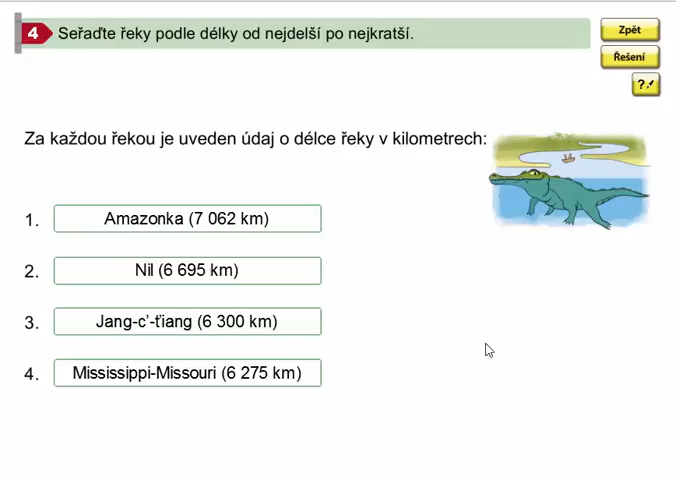 4 Seřaďte řeky podle délky od nejdelší po nejkratší.
Zpět
Řešení
?
Za každou řekou je uveden údaj o délce řeky v kilometrech:
1. Amazonka (7 062 km)
2. Nil (6 695 km)
3. Jang-c’-ťiang (6 300 km)
4. Mississippi-Missouri (6 275 km)